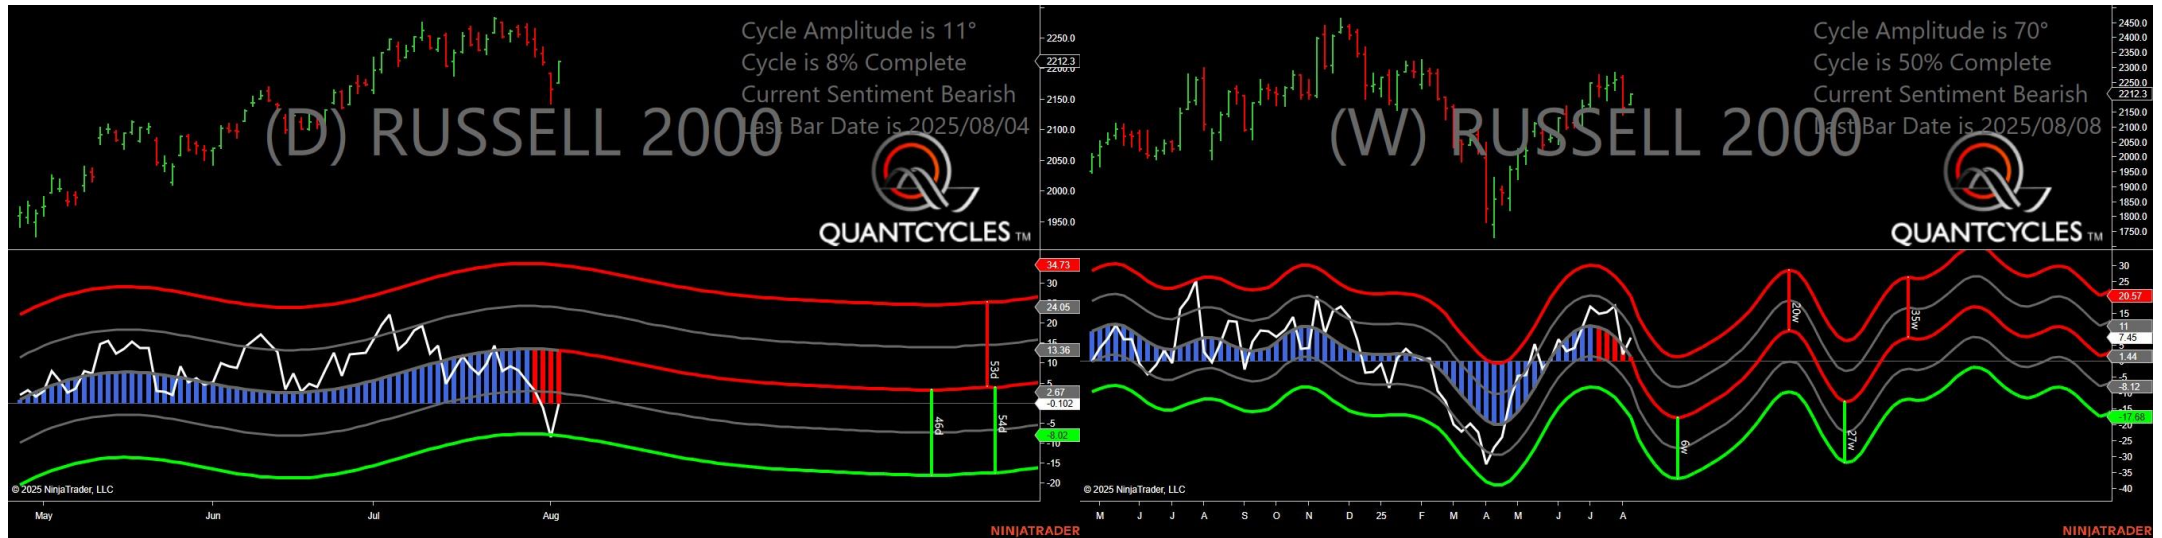 Cycle Amplitude is 11°
Cycle is 8% Complete
Current Sentiment Bearish
Last Bar Date is 2025/08/04
(D) RUSSELL 2000
QUANTCYCLES TM
2250.0
2212.3
2200.0
2150.0
2100.0
2050.0
2000.0
1950.0
34.73
30
24.05
20
15
13.36
10
5
2.67
-0.102
-5
-8.02
-10
-15
-20
53d
46d
54d
© 2025 NinjaTrader, LLC
May Jun Jul Aug
NINJATRADER
Cycle Amplitude is 70°
Cycle is 50% Complete
Current Sentiment Bearish
Last Bar Date is 2025/08/08
(W) RUSSELL 2000
QUANTCYCLES TM
2450.0
2400.0
2350.0
2300.0
2250.0
2212.3
2150.0
2100.0
2050.0
2000.0
1950.0
1900.0
1850.0
1800.0
1750.0
30
25
20.57
15
11
7.45
5
1.44
-5
-8.12
-15
-17.68
-20
-25
-30
-35
-40
20w
35w
6w
27w
© 2025 NinjaTrader, LLC
M J J A S O N D 25 F M A M J J A
NINJATRADER